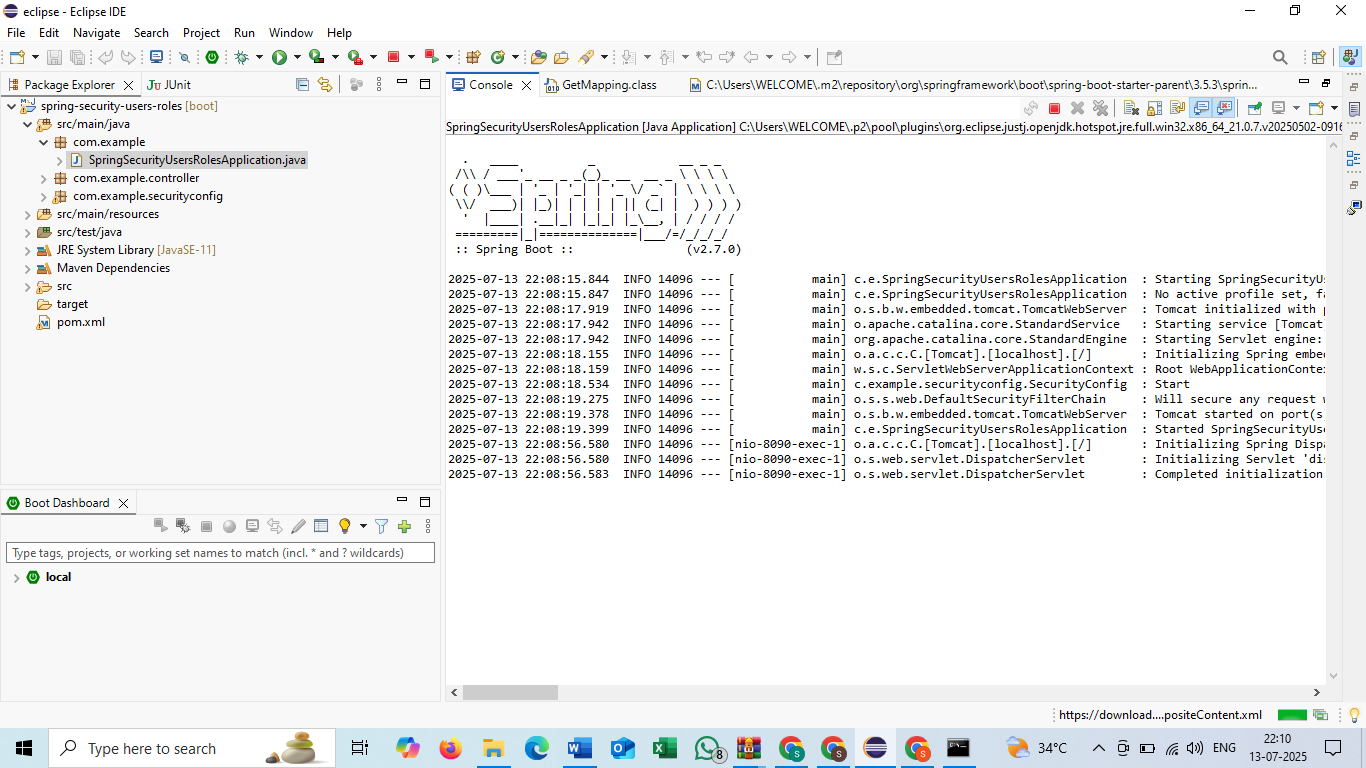 eclipse - Eclipse IDE
File Edit Navigate Search Project Run Window Help
Package Explorer JUnit
spring-security-users-roles [boot]
src/main/java
com.example
SpringSecurityUsersRolesApplication.java
com.example.controller
com.example.securityconfig
src/main/resources
src/test/java
JRE System Library [JavaSE-11]
Maven Dependencies
src
target
pom.xml
Boot Dashboard
Type tags, projects, or working set names to match (incl. * and ? wildcards)
local
Console GetMapping.class C:\Users\WELCOME\.m2\repository\org\springframework\boot\spring-boot-starter-parent\3.5.3\sprin...
SpringSecurityUsersRolesApplication [Java Application] C:\Users\WELCOME\.p2\pool\plugins\org.eclipse.justj.openjdk.hotspot.jre.full.win32.x86_64_21.0.7.v20250502-0916
Spring
:: Spring Boot :: (v2.7.0)
2025-07-13 22:08:15.844 INFO 14096 --- [ main] c.e.SpringSecurityUsersRolesApplication : Starting SpringSecurityU
2025-07-13 22:08:15.847 INFO 14096 --- [ main] c.e.SpringSecurityUsersRolesApplication : No active profile set, fa
2025-07-13 22:08:17.919 INFO 14096 --- [ main] o.s.b.w.embedded.tomcat.TomcatWebServer : Tomcat initialized with p
2025-07-13 22:08:17.942 INFO 14096 --- [ main] o.apache.catalina.core.StandardService : Starting service [Tomcat]
2025-07-13 22:08:17.942 INFO 14096 --- [ main] org.apache.catalina.core.StandardEngine : Starting Servlet engine:
2025-07-13 22:08:18.155 INFO 14096 --- [ main] o.a.c.c.C.[Tomcat].[localhost].[/] : Initializing Spring embe
2025-07-13 22:08:18.159 INFO 14096 --- [ main] w.s.c.ServletWebServerApplicationContext : Root WebApplicationConte
2025-07-13 22:08:18.534 INFO 14096 --- [ main] c.example.securityconfig.SecurityConfig : Start
2025-07-13 22:08:19.275 INFO 14096 --- [ main] o.s.s.web.DefaultSecurityFilterChain : Will secure any request w
2025-07-13 22:08:19.378 INFO 14096 --- [ main] o.s.b.w.embedded.tomcat.TomcatWebServer : Tomcat started on port(s
2025-07-13 22:08:19.399 INFO 14096 --- [ main] c.e.SpringSecurityUsersRolesApplication : Started SpringSecurityUse
2025-07-13 22:08:56.580 INFO 14096 --- [nio-8090-exec-1] o.a.c.c.C.[Tomcat].[localhost].[/] : Initializing Spring Disp
2025-07-13 22:08:56.580 INFO 14096 --- [nio-8090-exec-1] o.s.web.servlet.DispatcherServlet : Initializing Servlet 'dis
2025-07-13 22:08:56.583 INFO 14096 --- [nio-8090-exec-1] o.s.web.servlet.DispatcherServlet : Completed initialization
https://download....positeContent.xml
Type here to search
8
34°C
ENG
22:10
13-07-2025